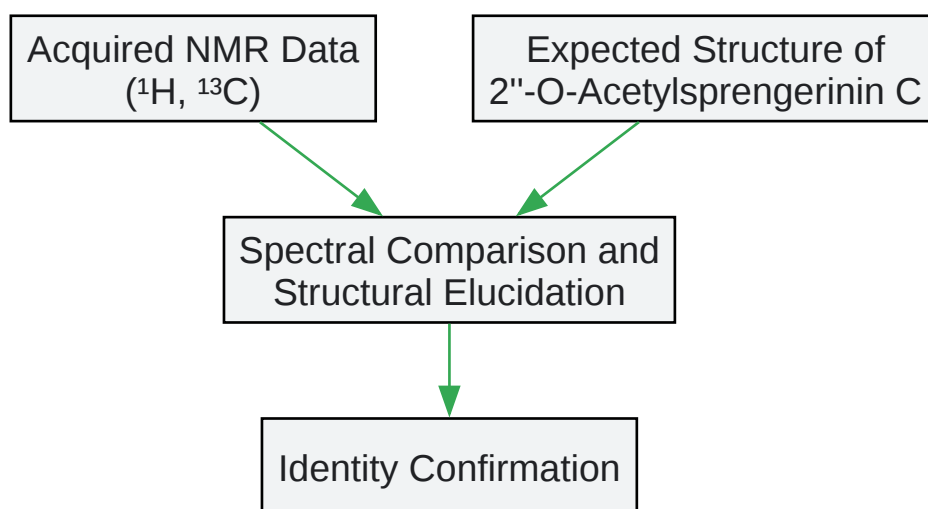 Acquired NMR Data
(¹H, ¹³C)
Expected Structure of
2"-O-Acetylsprengerinin C
Spectral Comparison and
Structural Elucidation
Identity Confirmation